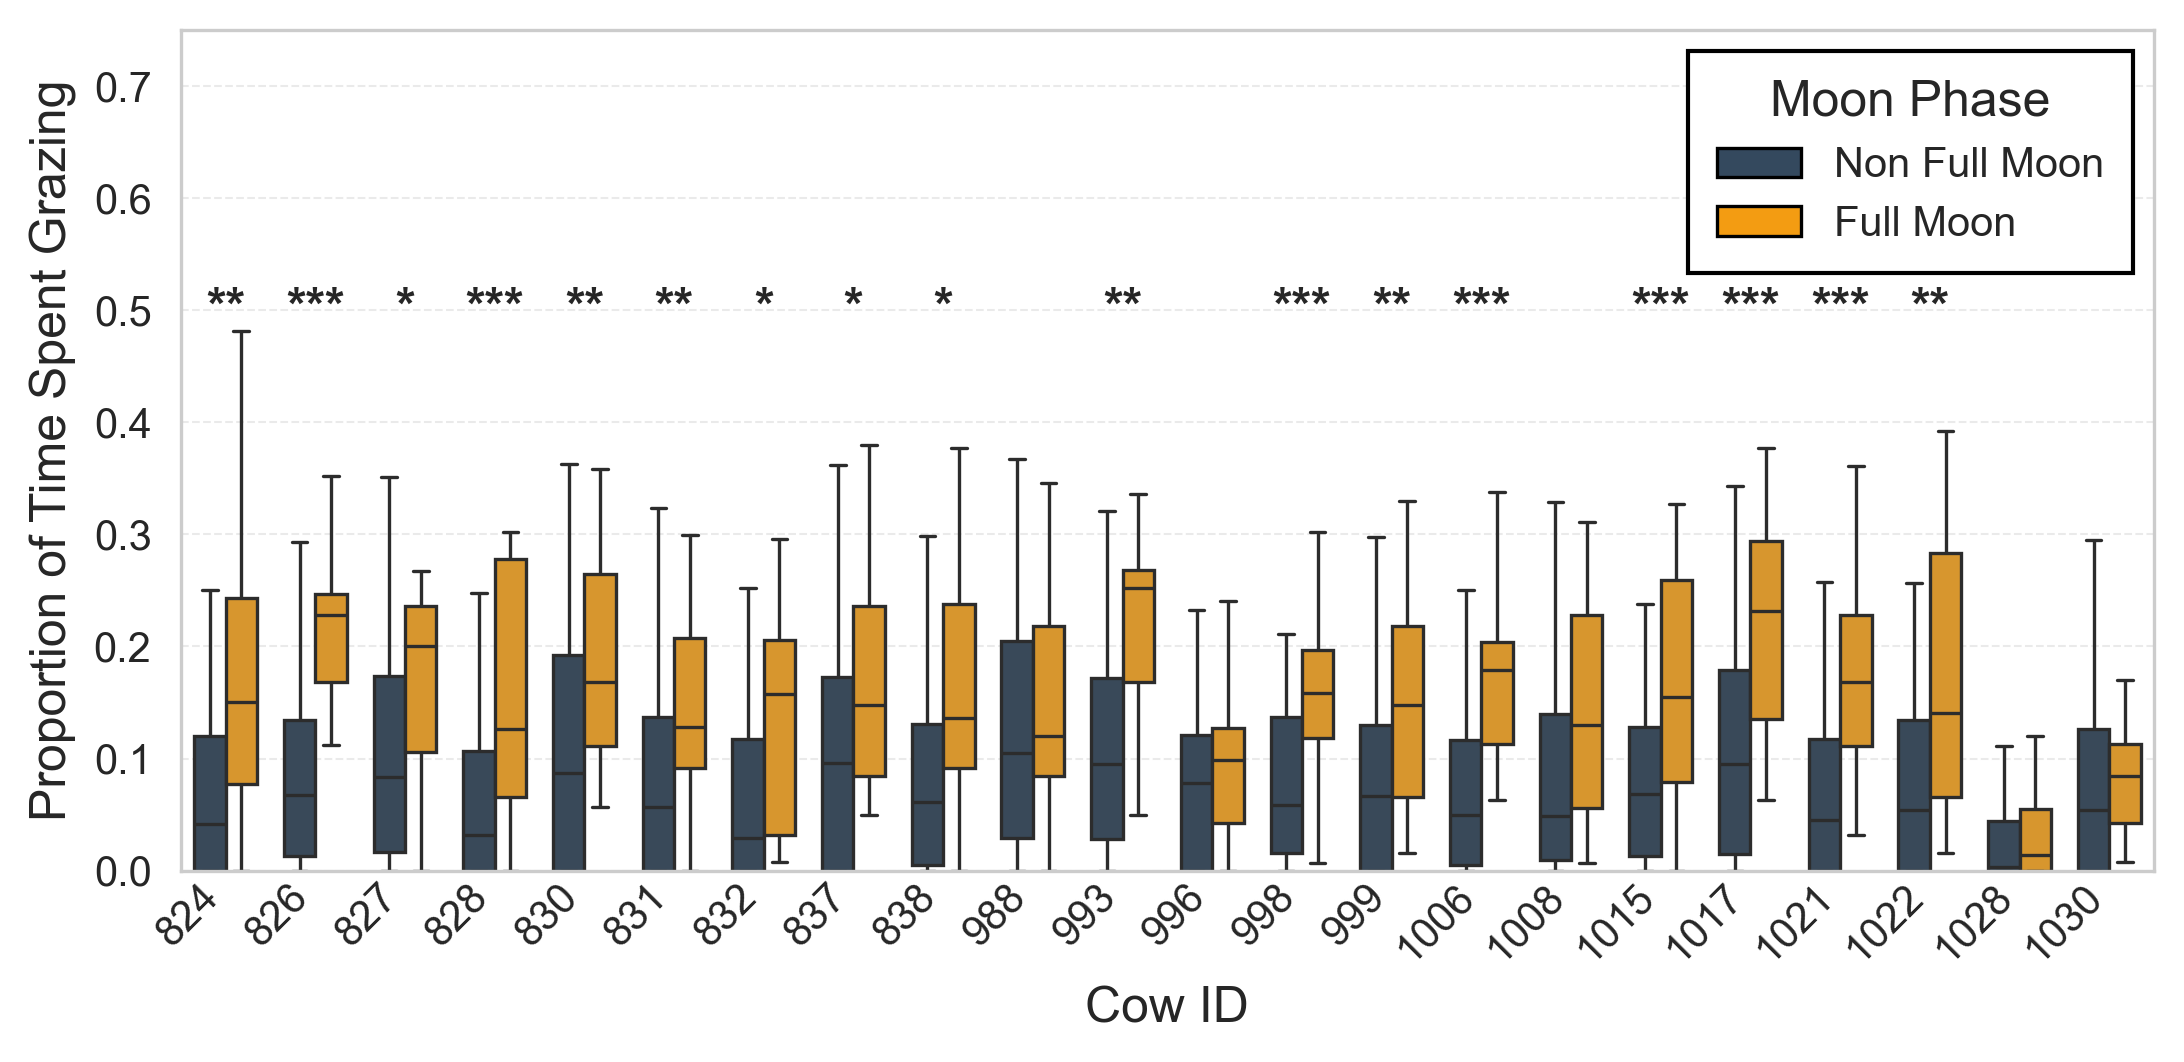 Moon Phase
Non Full Moon
Full Moon
Proportion of Time Spent Grazing
0.7
0.6
0.5
0.4
0.3
0.2
0.1
0.0
** *** * *** ** ** * * * ** *** ** *** *** *** *** **
824 826 827 828 830 831 832 837 838 988 993 996 998 999 1006 1008 1015 1017 1021 1022 1028 1030
Cow ID